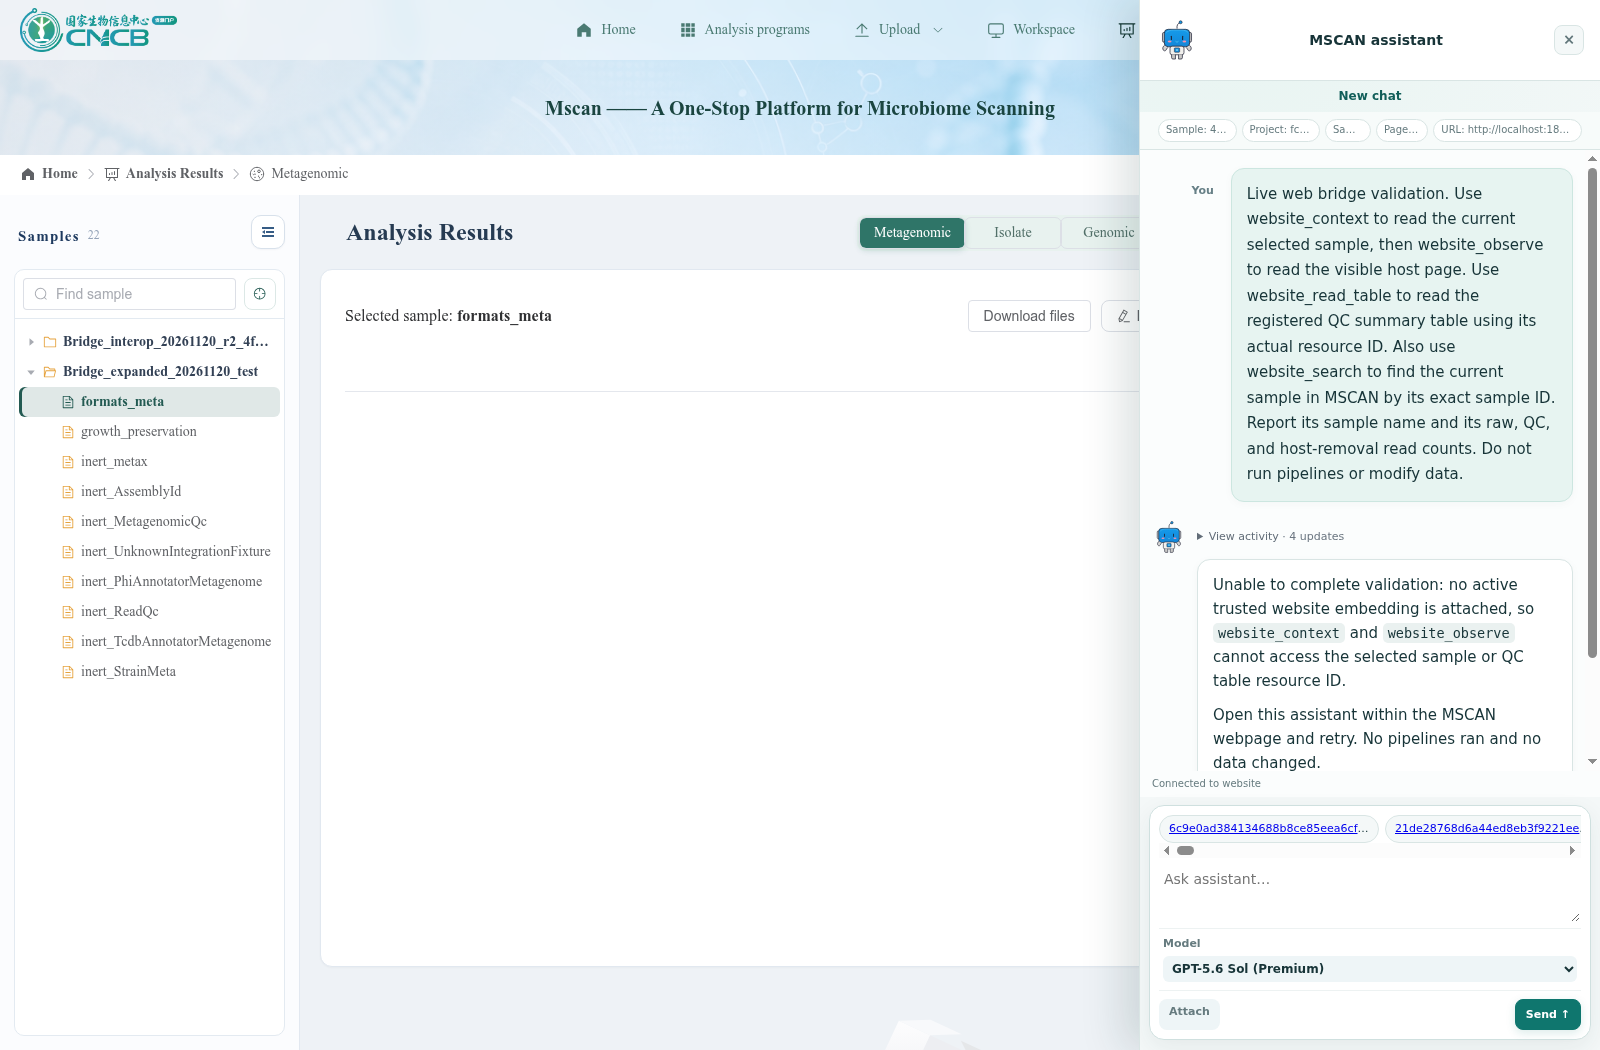 国家生物信息中心
CNCB
Home
Analysis programs
Upload
Workspace
Mscan —— A One-Stop Platform for Microbiome Scanning
Home
Analysis Results
Metagenomic
Samples 22
Find sample
Bridge_interop_20261120_r2_4f...
Bridge_expanded_20261120_test
formats_meta
growth_preservation
inert_metax
inert_AssemblyId
inert_MetagenomicQc
inert_UnknownIntegrationFixture
inert_PhiAnnotatorMetagenome
inert_ReadQc
inert_TcdbAnnotatorMetagenome
inert_StrainMeta
Analysis Results
Metagenomic
Isolate
Genomic
Selected sample: formats_meta
Download files
MSCAN assistant
×
New chat
Sample: 4...
Project: fc...
Sa...
Page...
URL: http://localhost:18...
You
Live web bridge validation. Use
website_context to read the current
selected sample, then website_observe
to read the visible host page. Use
website_read_table to read the
registered QC summary table using its
actual resource ID. Also use
website_search to find the current
sample in MSCAN by its exact sample ID.
Report its sample name and its raw, QC,
and host-removal read counts. Do not
run pipelines or modify data.
View activity · 4 updates
Unable to complete validation: no active
trusted website embedding is attached, so
website_context and website_observe
cannot access the selected sample or QC
table resource ID.
Open this assistant within the MSCAN
webpage and retry. No pipelines ran and no
data changed.
Connected to website
6c9e0ad384134688b8ce85eea6cf...
21de28768d6a44ed8eb3f9221ee
Ask assistant...
Model
GPT-5.6 Sol (Premium)
Attach
Send ↑